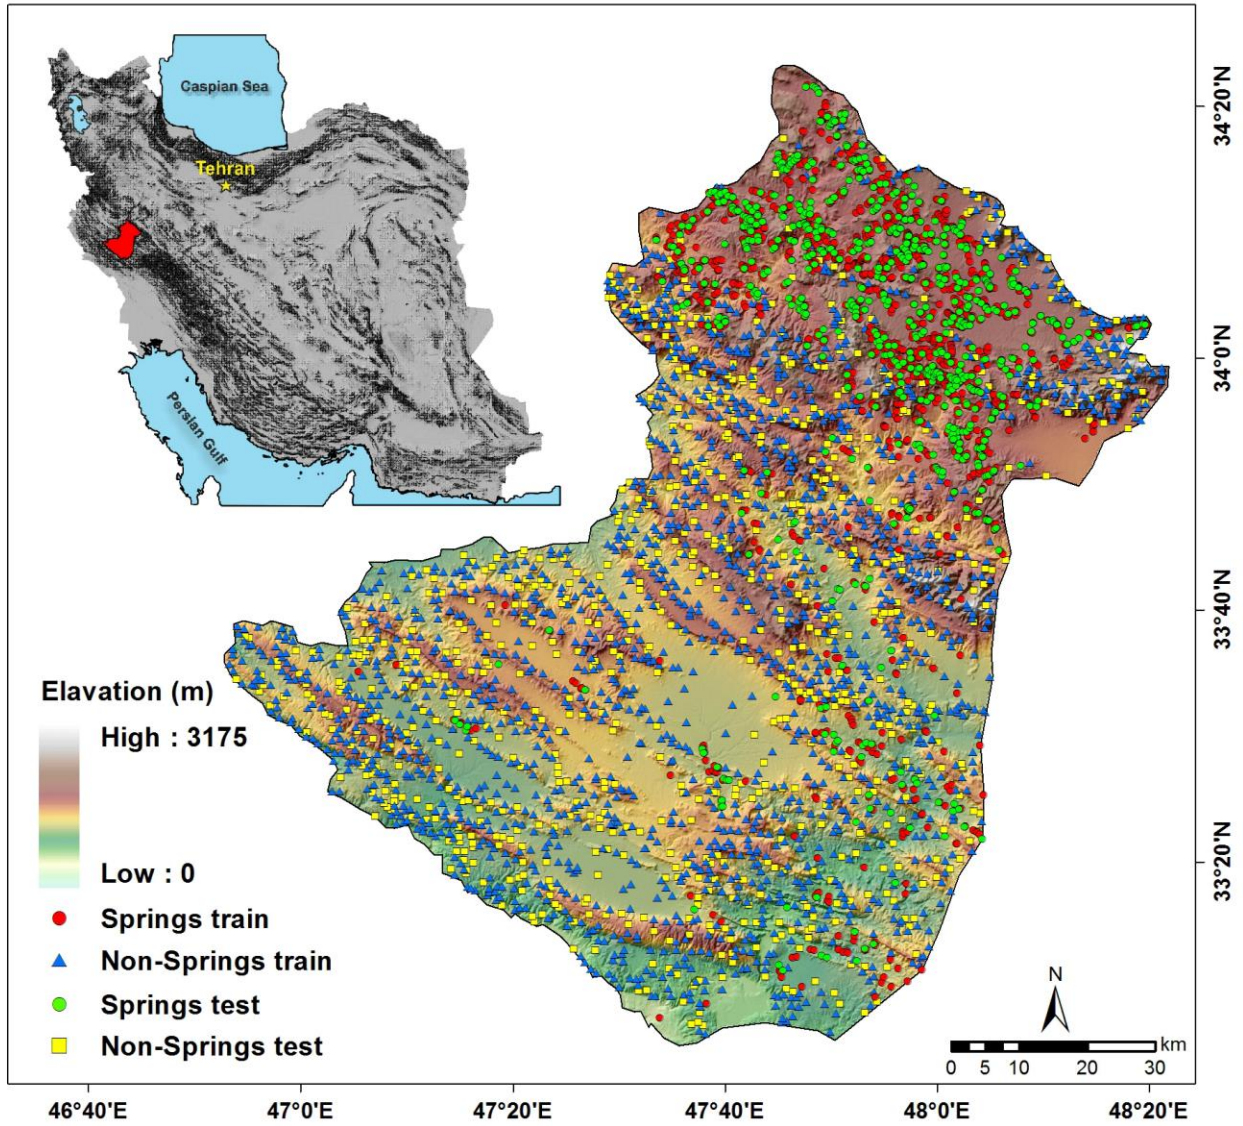 Caspian Sea
Tehran
Persian Gulf
Elavation (m)
High : 3175
Low : 0
Springs train
Non-Springs train
Springs test
Non-Springs test
N
km
0 5 10 20 30
34°20'N
34°0'N
33°40'N
33°20'N
46°40'E 47°0'E 47°20'E 47°40'E 48°0'E 48°20'E